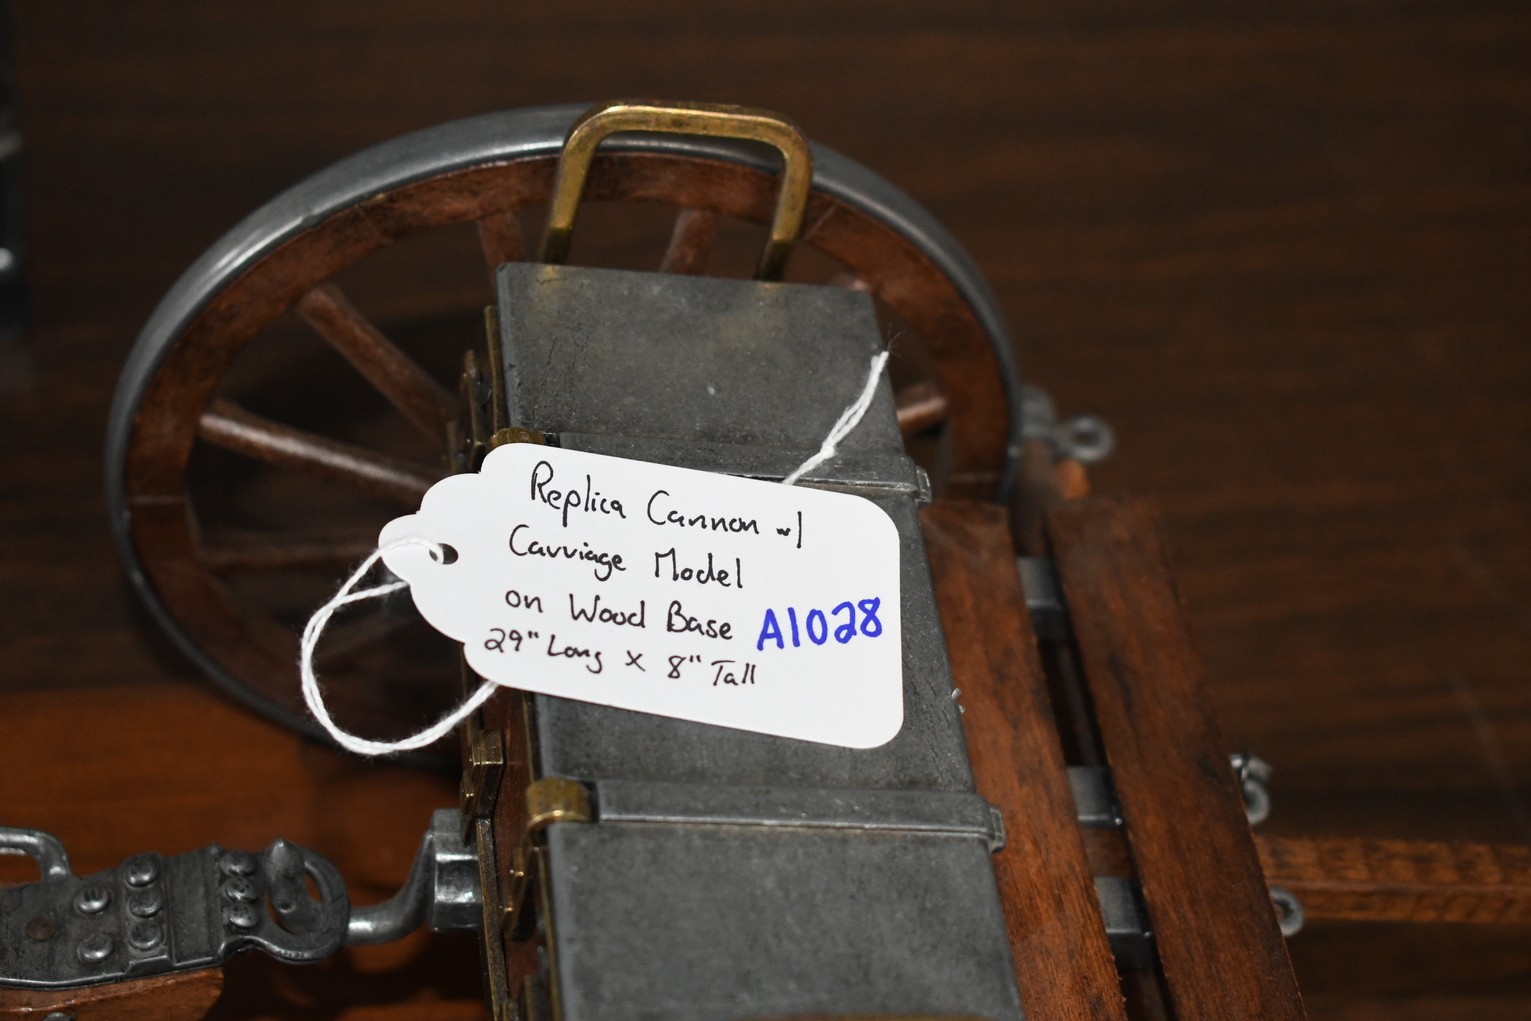 Replica Cannon w/
Carriage Model
on Wood Base A1028
29" Long x 8" Tall